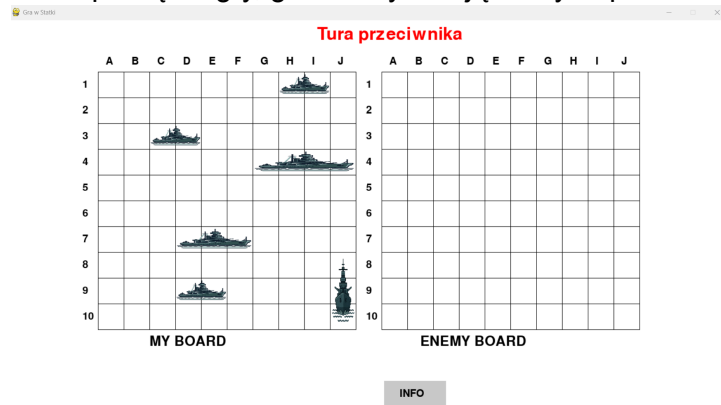 Gra w Statki
Tura przeciwnika
A B C D E F G H I J A B C D E F G H I J
1 1
2 2
3 3
4 4
5 5
6 6
7 7
8 8
9 9
10 10
MY BOARD ENEMY BOARD
INFO